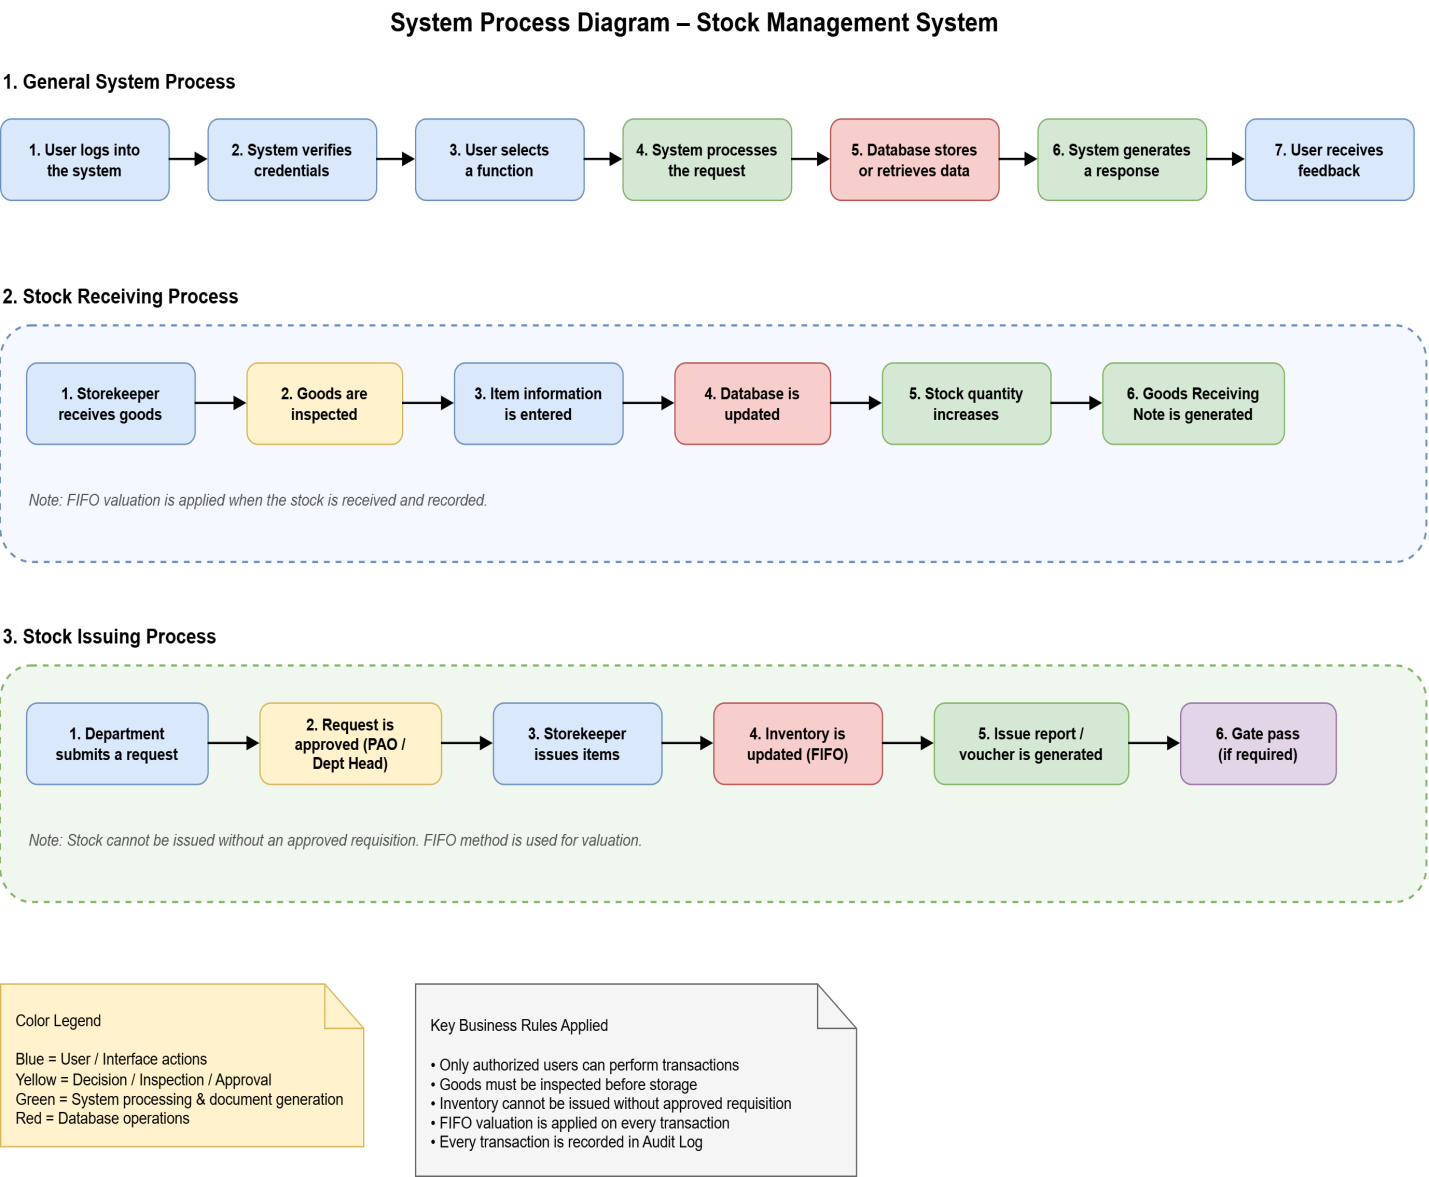 System Process Diagram – Stock Management System
1. General System Process
1. User logs into
the system
2. System verifies
credentials
3. User selects
a function
4. System processes
the request
5. Database stores
or retrieves data
6. System generates
a response
7. User receives
feedback
2. Stock Receiving Process
1. Storekeeper
receives goods
2. Goods are
inspected
3. Item information
is entered
4. Database is
updated
5. Stock quantity
increases
6. Goods Receiving
Note is generated
Note: FIFO valuation is applied when the stock is received and recorded.
3. Stock Issuing Process
1. Department
submits a request
2. Request is
approved (PAO /
Dept Head)
3. Storekeeper
issues items
4. Inventory is
updated (FIFO)
5. Issue report /
voucher is generated
6. Gate pass
(if required)
Note: Stock cannot be issued without an approved requisition. FIFO method is used for valuation.
Color Legend
Blue = User / Interface actions
Yellow = Decision / Inspection / Approval
Green = System processing & document generation
Red = Database operations
Key Business Rules Applied
• Only authorized users can perform transactions
• Goods must be inspected before storage
• Inventory cannot be issued without approved requisition
• FIFO valuation is applied on every transaction
• Every transaction is recorded in Audit Log